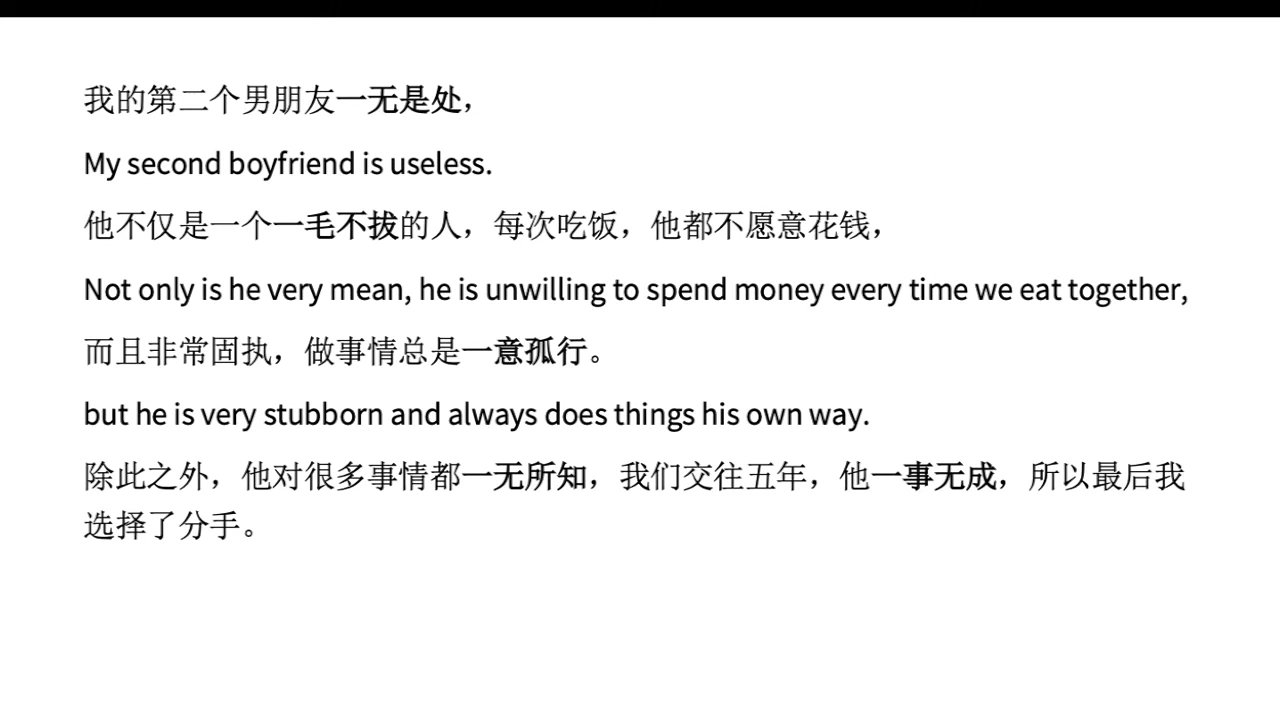 我的第二个男朋友一无是处，
My second boyfriend is useless.
他不仅是一个一毛不拔的人，每次吃饭，他都不愿意花钱，
Not only is he very mean, he is unwilling to spend money every time we eat together,
而且非常固执，做事情总是一意孤行。
but he is very stubborn and always does things his own way.
除此之外，他对很多事情都一无所知，我们交往五年，他一事无成，所以最后我
选择了分手。